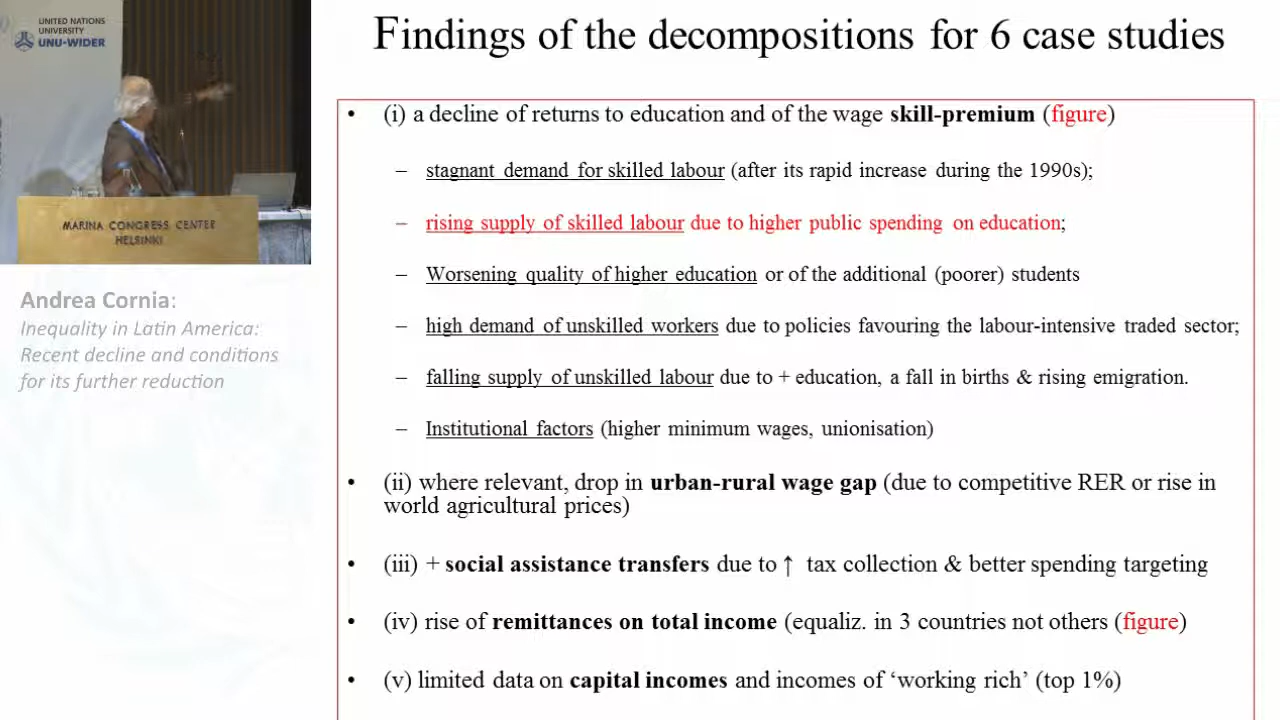 UNITED NATIONS
UNIVERSITY
UNU-WIDER
MARINA CONGRESS CENTER
HELSINKI
Andrea Cornia:
Inequality in Latin America:
Recent decline and conditions
for its further reduction
Findings of the decompositions for 6 case studies
• (i) a decline of returns to education and of the wage skill-premium (figure)
– stagnant demand for skilled labour (after its rapid increase during the 1990s);
– rising supply of skilled labour due to higher public spending on education;
– Worsening quality of higher education or of the additional (poorer) students
– high demand of unskilled workers due to policies favouring the labour-intensive traded sector;
– falling supply of unskilled labour due to + education, a fall in births & rising emigration.
– Institutional factors (higher minimum wages, unionisation)
• (ii) where relevant, drop in urban-rural wage gap (due to competitive RER or rise in
world agricultural prices)
• (iii) + social assistance transfers due to ↑ tax collection & better spending targeting
• (iv) rise of remittances on total income (equaliz. in 3 countries not others (figure)
• (v) limited data on capital incomes and incomes of ‘working rich’ (top 1%)